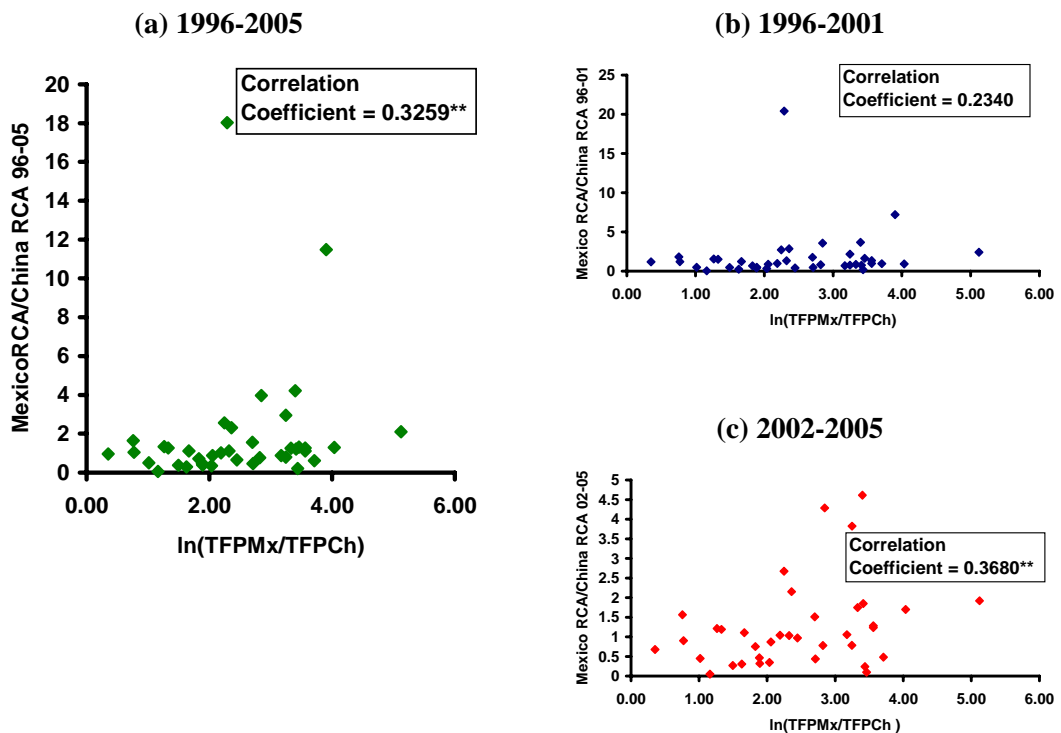 (a) 1996-2005
Correlation
Coefficient = 0.3259**
MexicoRCA/China RCA 96-05
20
18
16
14
12
10
8
6
4
2
0
0.00 2.00 4.00 6.00
ln(TFPMx/TFPCh)
(b) 1996-2001
Correlation
Coefficient = 0.2340
Mexico RCA/China RCA 96-01
25
20
15
10
5
0
0.00 1.00 2.00 3.00 4.00 5.00 6.00
ln(TFPMx/TFPCh)
(c) 2002-2005
Correlation
Coefficient = 0.3680**
Mexico RCA/China RCA 02-05
5
4.5
4
3.5
3
2.5
2
1.5
1
0.5
0
0.00 1.00 2.00 3.00 4.00 5.00 6.00
ln(TFPMx/TFPCh )